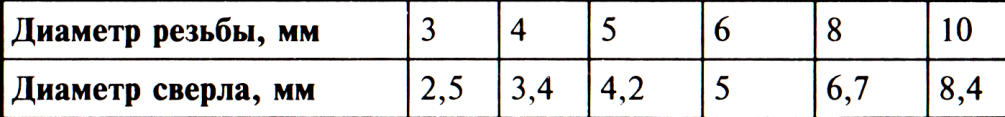 Диаметр резьбы, мм 3 4 5 6 8 10
Диаметр сверла, мм 2,5 3,4 4,2 5 6,7 8,4